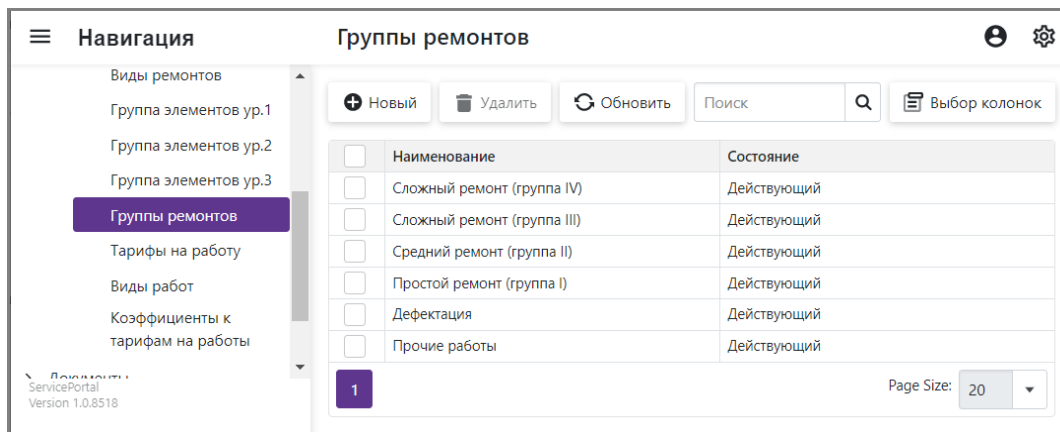 Навигация
Группы ремонтов
Виды ремонтов
Группа элементов ур.1
Группа элементов ур.2
Группа элементов ур.3
Группы ремонтов
Тарифы на работу
Виды работ
Коэффициенты к
тарифам на работы
Документы
ServicePortal
Version 1.0.8518
Новый Удалить Обновить Поиск Выбор колонок
Наименование Состояние
Сложный ремонт (группа IV) Действующий
Сложный ремонт (группа III) Действующий
Средний ремонт (группа II) Действующий
Простой ремонт (группа I) Действующий
Дефектация Действующий
Прочие работы Действующий
1 Page Size: 20